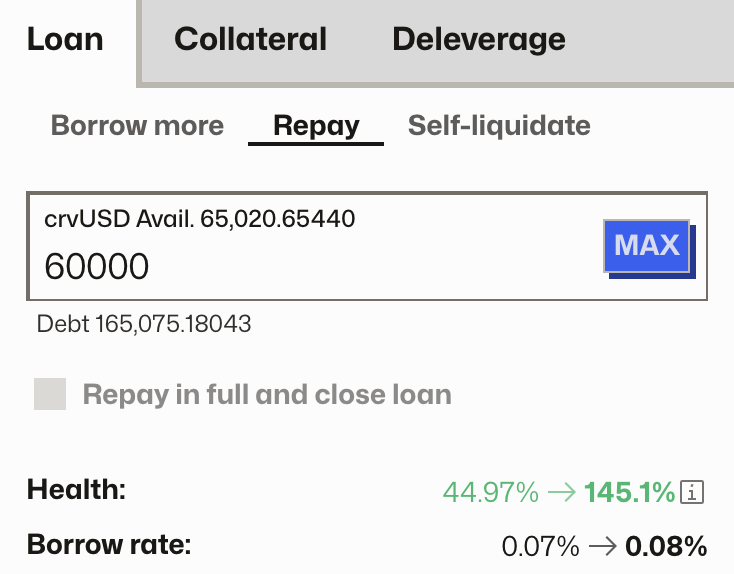 Loan Collateral Deleverage
Borrow more Repay Self-liquidate
crvUSD Avail. 65,020.65440
60000
MAX
Debt 165,075.18043
Repay in full and close loan
Health: 44.97% → 145.1% i
Borrow rate: 0.07% → 0.08%